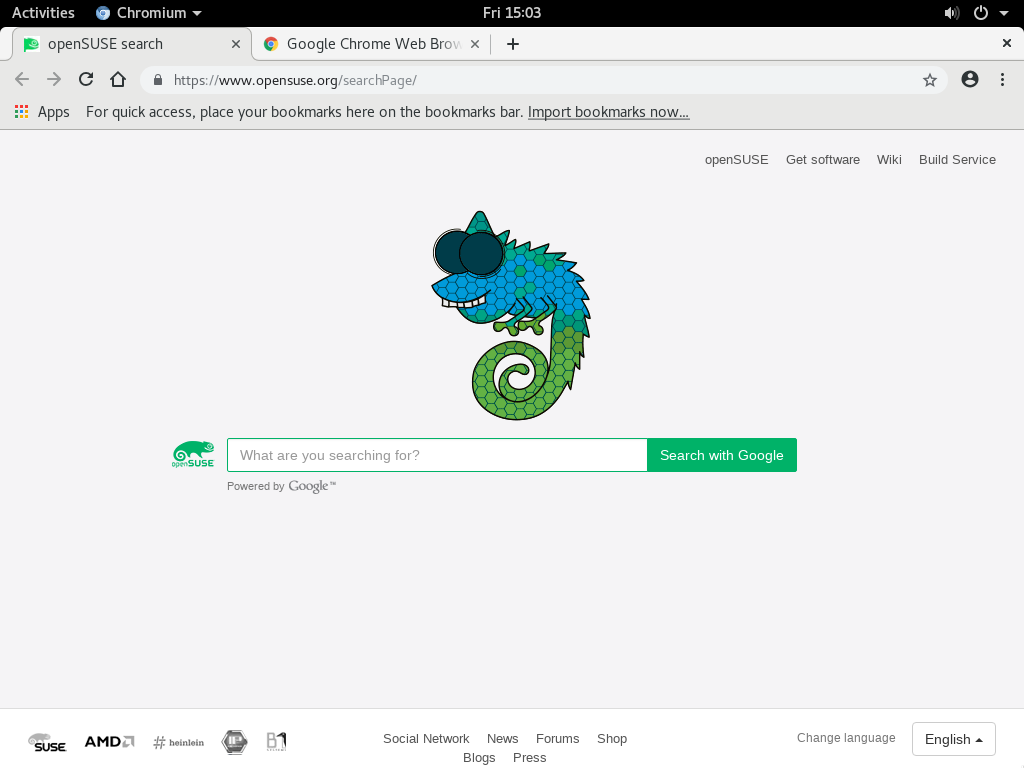 Activities Chromium Fri 15:03
openSUSE search Google Chrome Web Brow
https://www.opensuse.org/searchPage/
Apps For quick access, place your bookmarks here on the bookmarks bar. Import bookmarks now...
openSUSE Get software Wiki Build Service
openSUSE What are you searching for? Search with Google
Powered by Google™
SUSE AMD # heinlein B1 Social Network News Forums Shop Change language English
Blogs Press